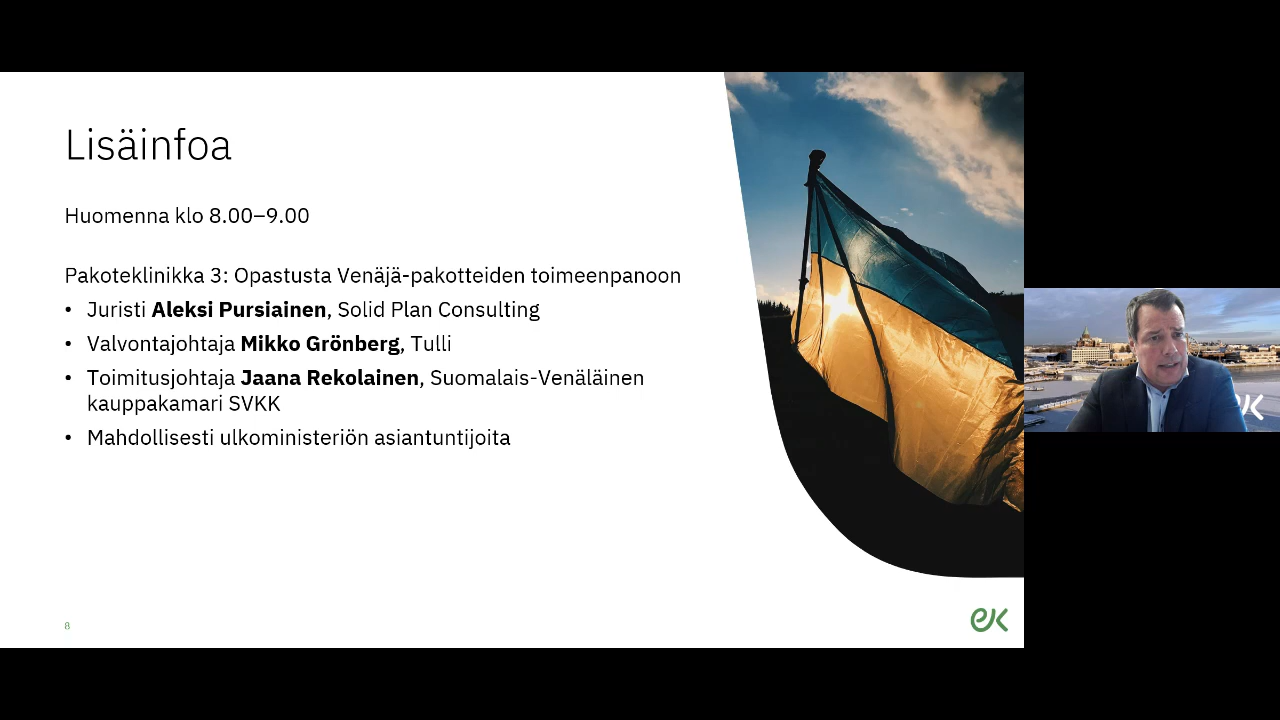 Lisäinfoa
Huomenna klo 8.00–9.00
Pakoteklinikka 3: Opastusta Venäjä-pakotteiden toimeenpanoon
• Juristi Aleksi Pursiainen, Solid Plan Consulting
• Valvontajohtaja Mikko Grönberg, Tulli
• Toimitusjohtaja Jaana Rekolainen, Suomalais-Venäläinen
kauppakamari SVKK
• Mahdollisesti ulkoministeriön asiantuntijoita
8
ek